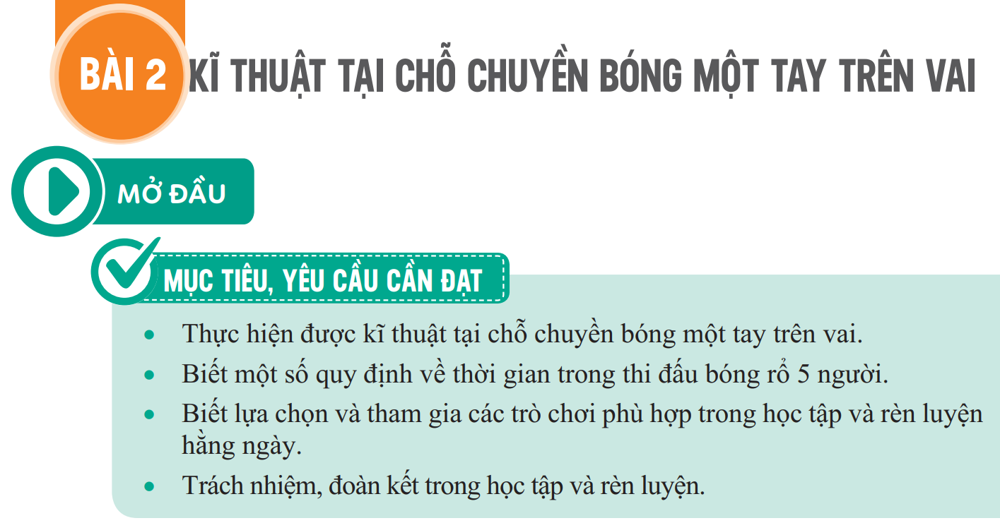 BÀI 2 KĨ THUẬT TẠI CHỖ CHUYỀN BÓNG MỘT TAY TRÊN VAI
MỞ ĐẦU
MỤC TIÊU, YÊU CẦU CẦN ĐẠT
• Thực hiện được kĩ thuật tại chỗ chuyền bóng một tay trên vai.
• Biết một số quy định về thời gian trong thi đấu bóng rổ 5 người.
• Biết lựa chọn và tham gia các trò chơi phù hợp trong học tập và rèn luyện
hằng ngày.
• Trách nhiệm, đoàn kết trong học tập và rèn luyện.